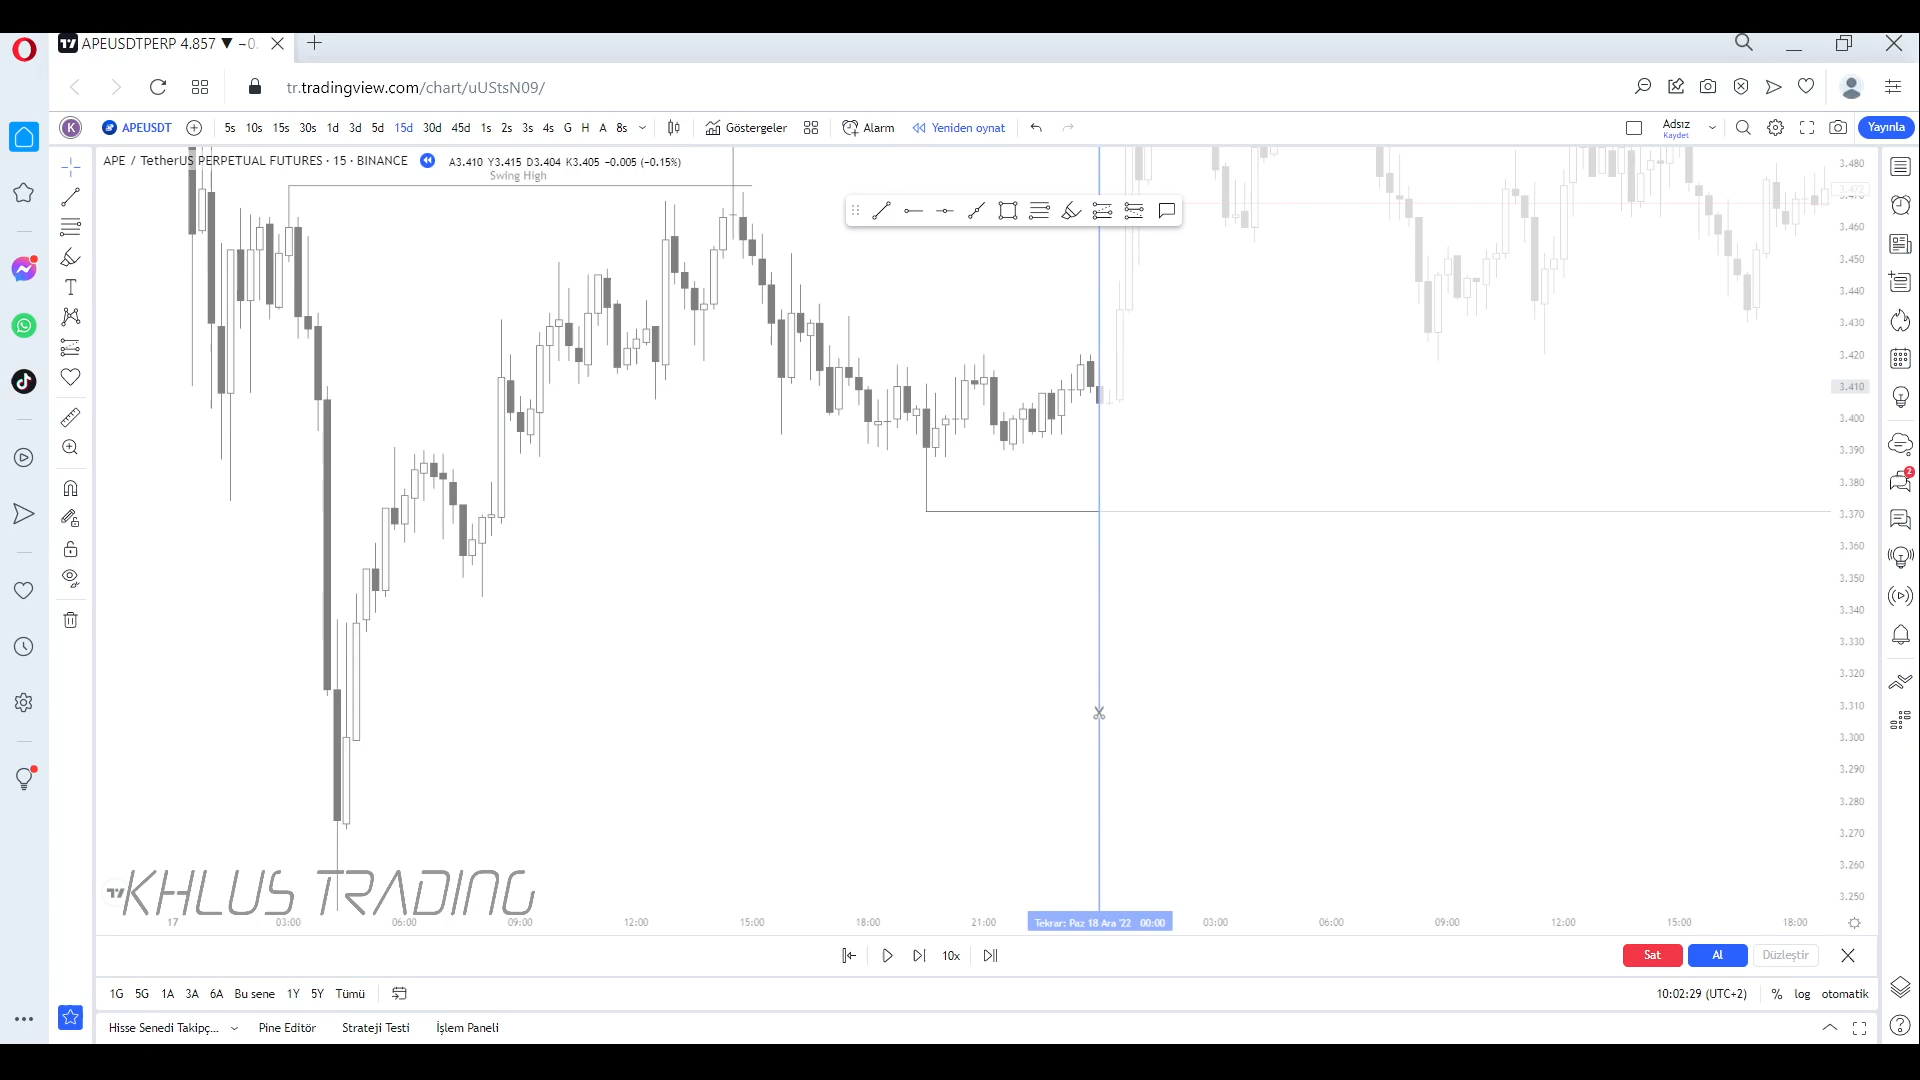 APEUSDTPERP 4.857 ▼ −0.
tr.tradingview.com/chart/uUStsN09/
K APEUSDT 5s 10s 15s 30s 1d 3d 5d 15d 30d 45d 1s 2s 3s 4s G H A 8s Göstergeler Alarm Yeniden oynat Adsız Kaydet Yayınla
APE / TetherUS PERPETUAL FUTURES · 15 · BINANCE A3.410 Y3.415 D3.404 K3.405 −0.005 (−0.15%)
Swing High
3.480
3.472
3.470
3.460
3.450
3.440
3.430
3.420
3.410
3.400
3.390
3.380
3.370
3.360
3.350
3.340
3.330
3.320
3.310
3.300
3.290
3.280
3.270
3.260
3.250
2
KHLUS TRADING
17 03:00 06:00 09:00 12:00 15:00 18:00 21:00 Tekrar: Paz 18 Ara '22 00:00 03:00 06:00 09:00 12:00 15:00 18:00
10x Sat Al Düzleştir
1G 5G 1A 3A 6A Bu sene 1Y 5Y Tümü 10:02:29 (UTC+2) % log otomatik
Hisse Senedi Takipç... Pine Editör Strateji Testi İşlem Paneli